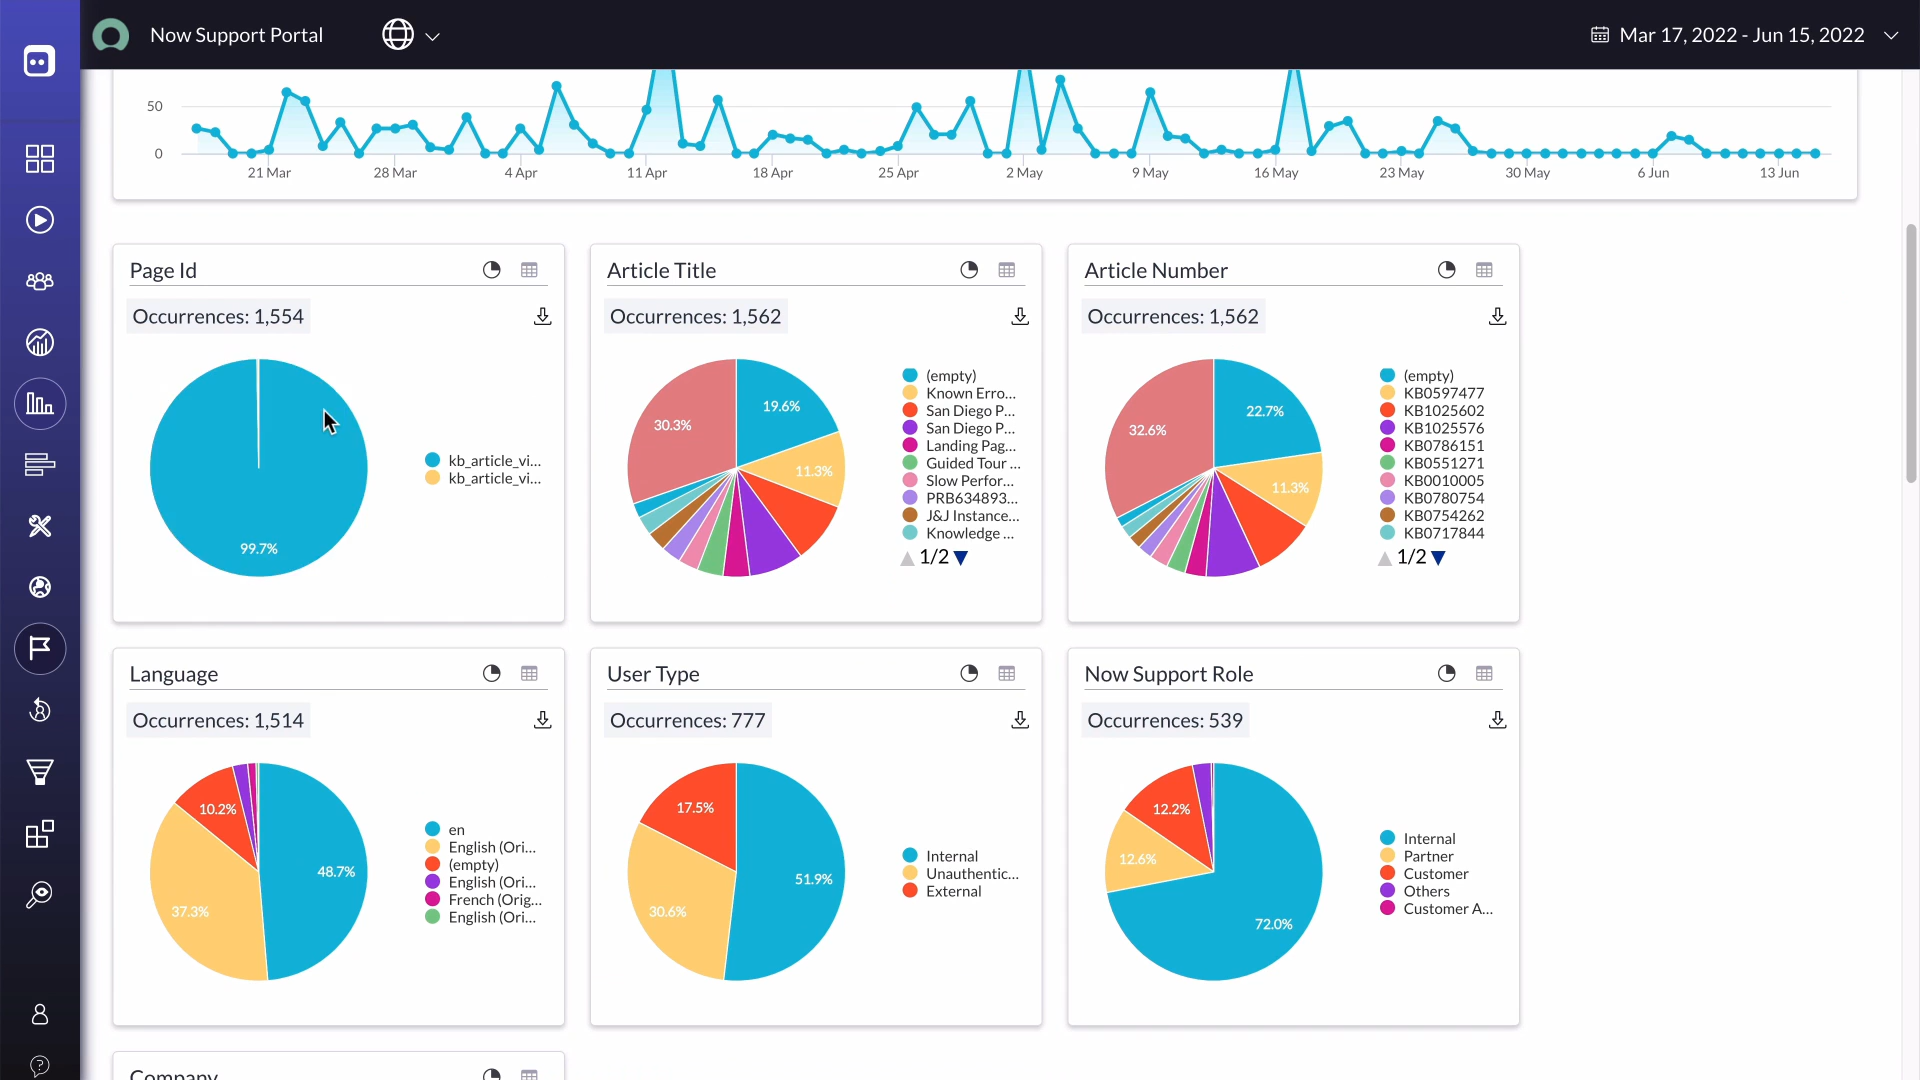 Now Support Portal
Mar 17, 2022 - Jun 15, 2022
50
0
21 Mar 28 Mar 4 Apr 11 Apr 18 Apr 25 Apr 2 May 9 May 16 May 23 May 30 May 6 Jun 13 Jun
Page Id
Occurrences: 1,554
99.7%
kb_article_vi...
kb_article_vi...
Article Title
Occurrences: 1,562
19.6%
30.3%
11.3%
(empty)
Known Erro...
San Diego P...
San Diego P...
Landing Pag...
Guided Tour ...
Slow Perfor...
PRB634893...
J&J Instance...
Knowledge ...
1/2
Article Number
Occurrences: 1,562
22.7%
32.6%
11.3%
(empty)
KB0597477
KB1025602
KB1025576
KB0786151
KB0551271
KB0010005
KB0780754
KB0754262
KB0717844
1/2
Language
Occurrences: 1,514
10.2%
48.7%
37.3%
en
English (Ori...
(empty)
English (Ori...
French (Orig...
English (Ori...
User Type
Occurrences: 777
17.5%
51.9%
30.6%
Internal
Unauthentic...
External
Now Support Role
Occurrences: 539
12.2%
12.6%
72.0%
Internal
Partner
Customer
Others
Customer A...
Company